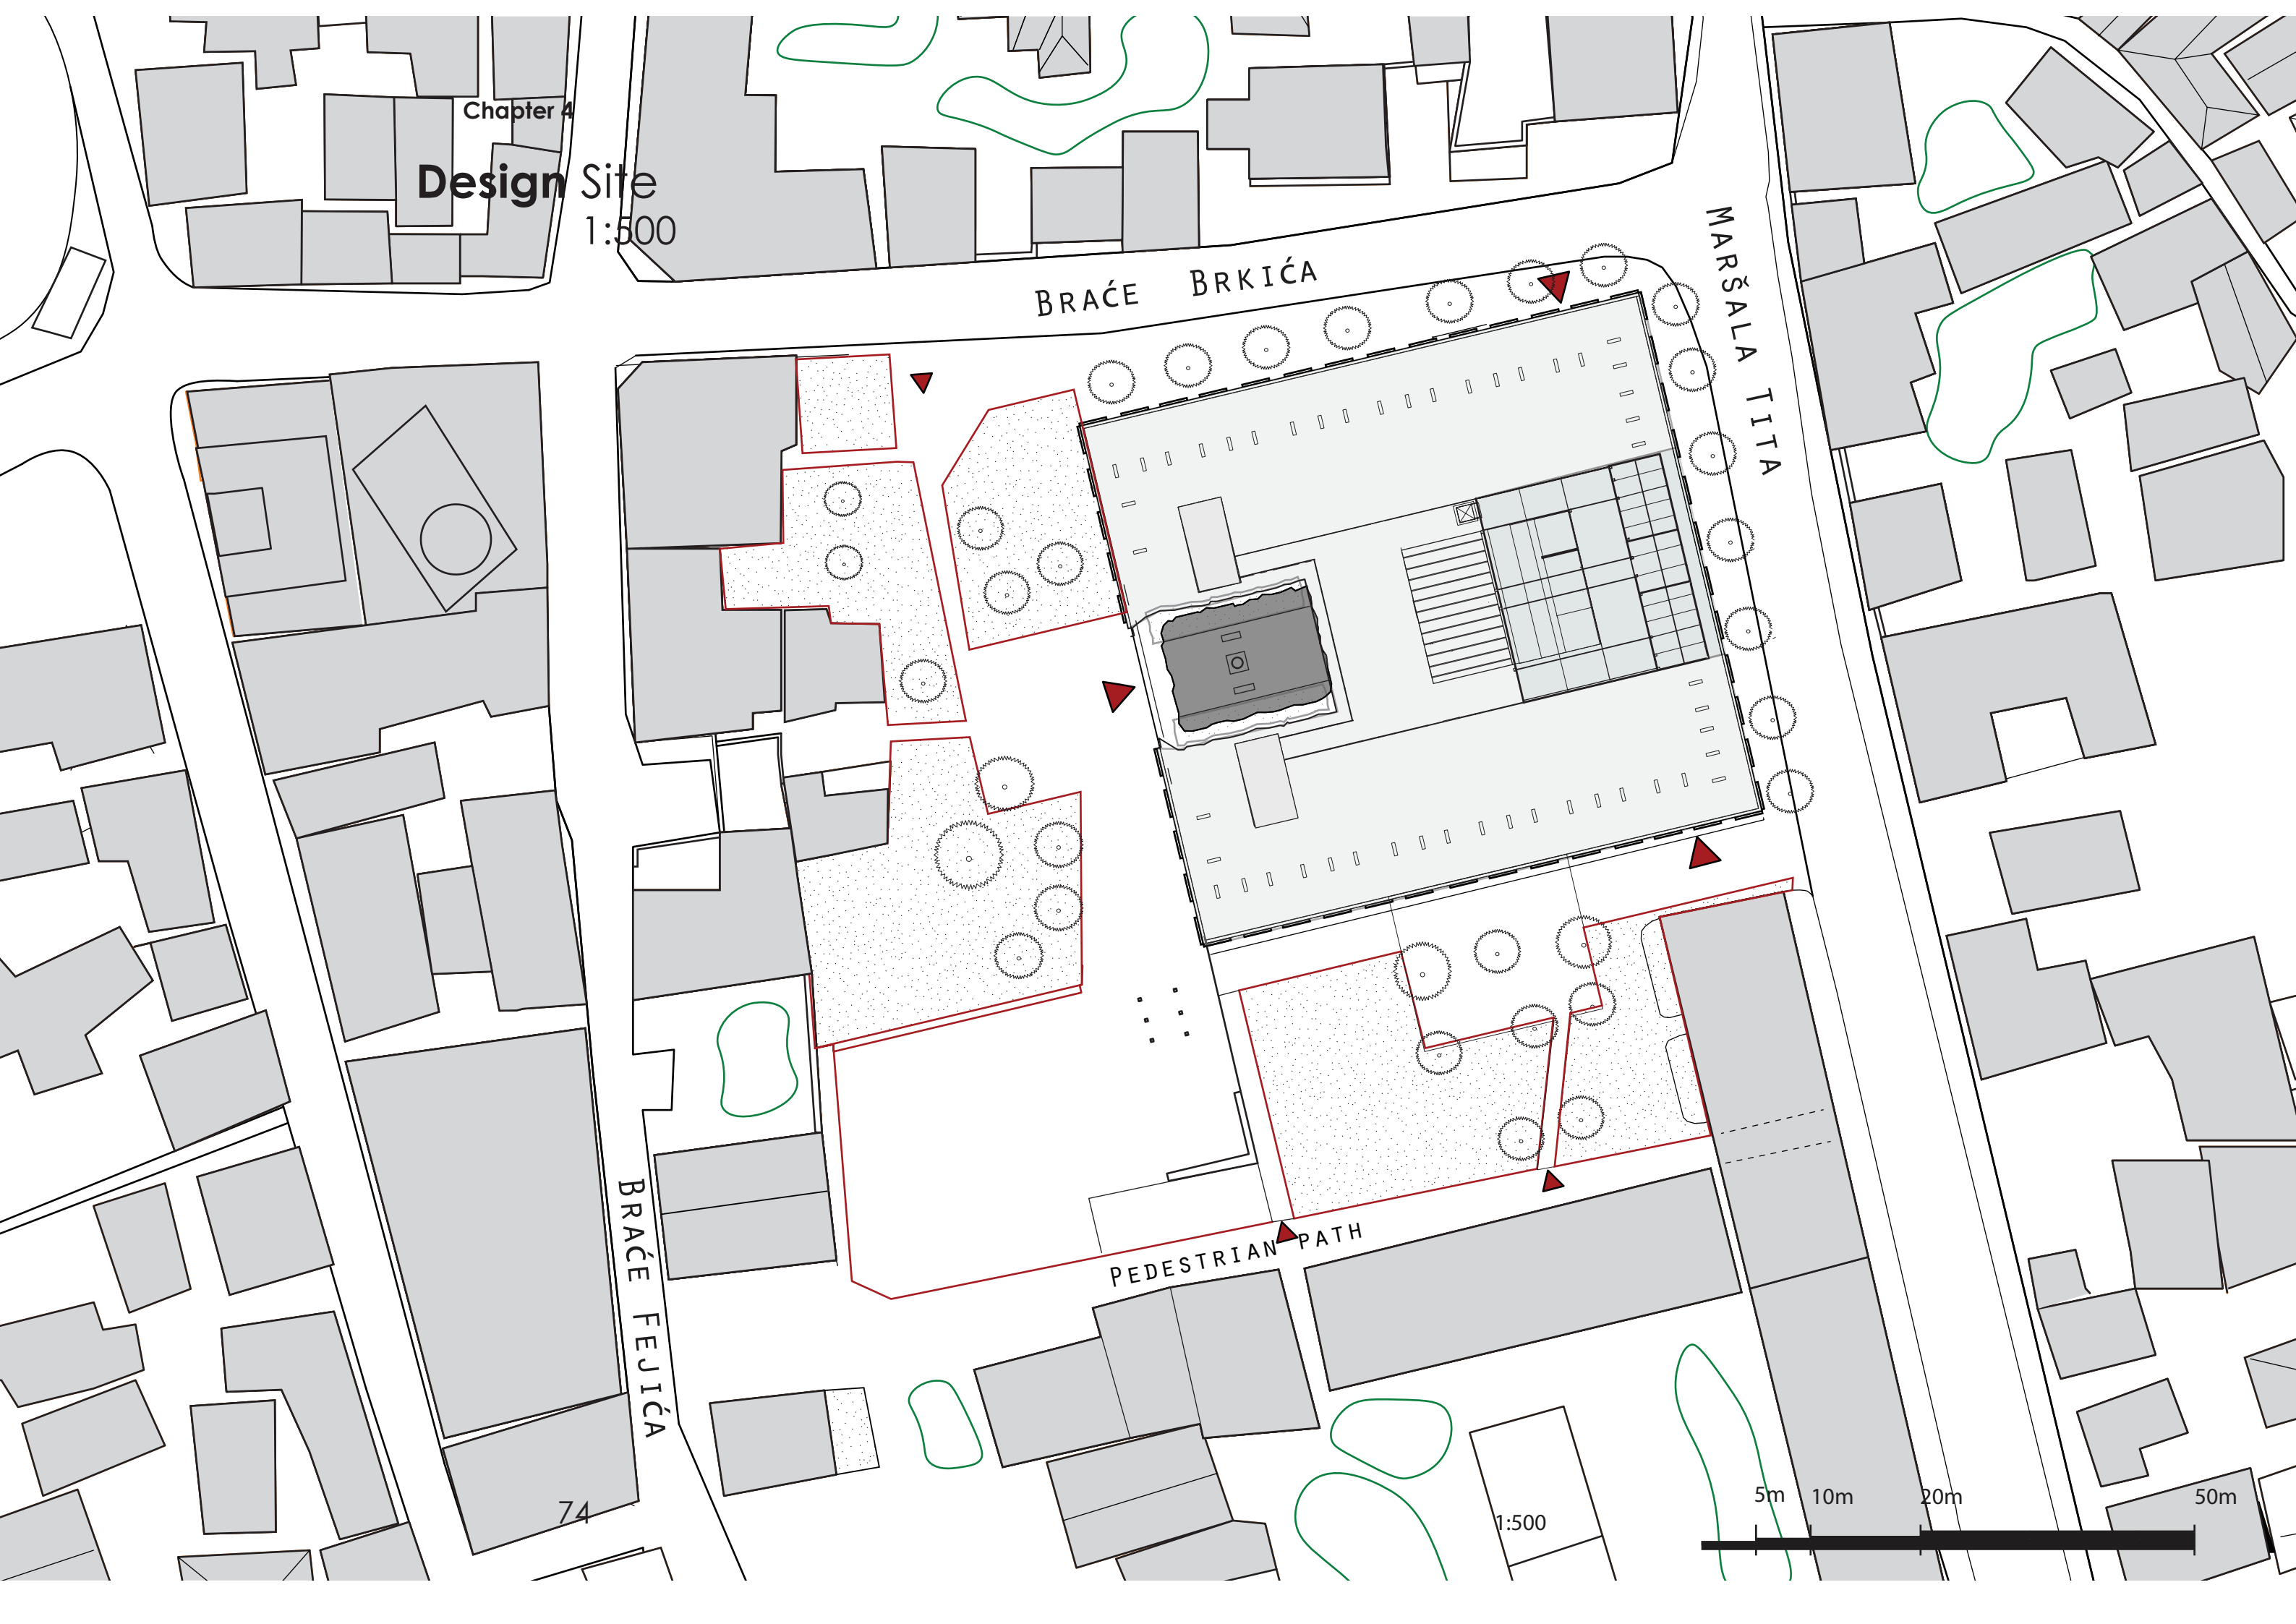 Chapter 4
Design Site
1:500
BRAĆE BRKIĆA
MARŠALA TITA
BRAĆE FEJIĆA
PEDESTRIAN PATH
74
1:500
5m 10m 20m 50m